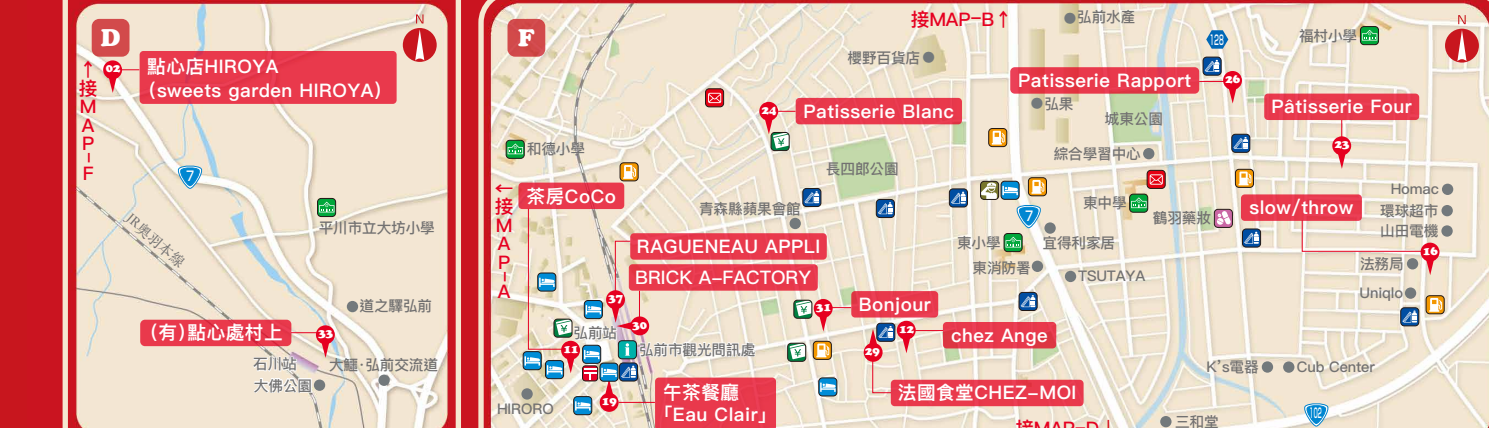 D
N
02
點心店HIROYA
(sweets garden HIROYA)
↑接MAP-F
7
JR奧羽本線
平川市立大坊小學
道之驛弘前
(有)點心處村上
33
石川站
大鰐·弘前交流道
大佛公園
F
接MAP-B↑
N
弘前水產
128
福村小學
櫻野百貨店
Patisserie Rapport
26
24
Patisserie Blanc
弘果
城東公園
Pâtisserie Four
23
和德小學
綜合學習中心
長四郎公園
←接MAP-A
茶房CoCo
青森縣蘋果會館
7
東中學
鶴羽藥妝
slow/throw
Homac
環球超市
山田電機
16
RAGUENEAU APPLI
BRICK A-FACTORY
東小學
宜得利家居
東消防署
TSUTAYA
法務局
Uniqlo
37
30
弘前站
31
Bonjour
12
chez Ange
11
弘前市觀光問訊處
29
法國食堂CHEZ-MOI
K's電器
Cub Center
HIRORO
19
午茶餐廳
「Eau Clair」
接MAP-D↓
三和堂
102